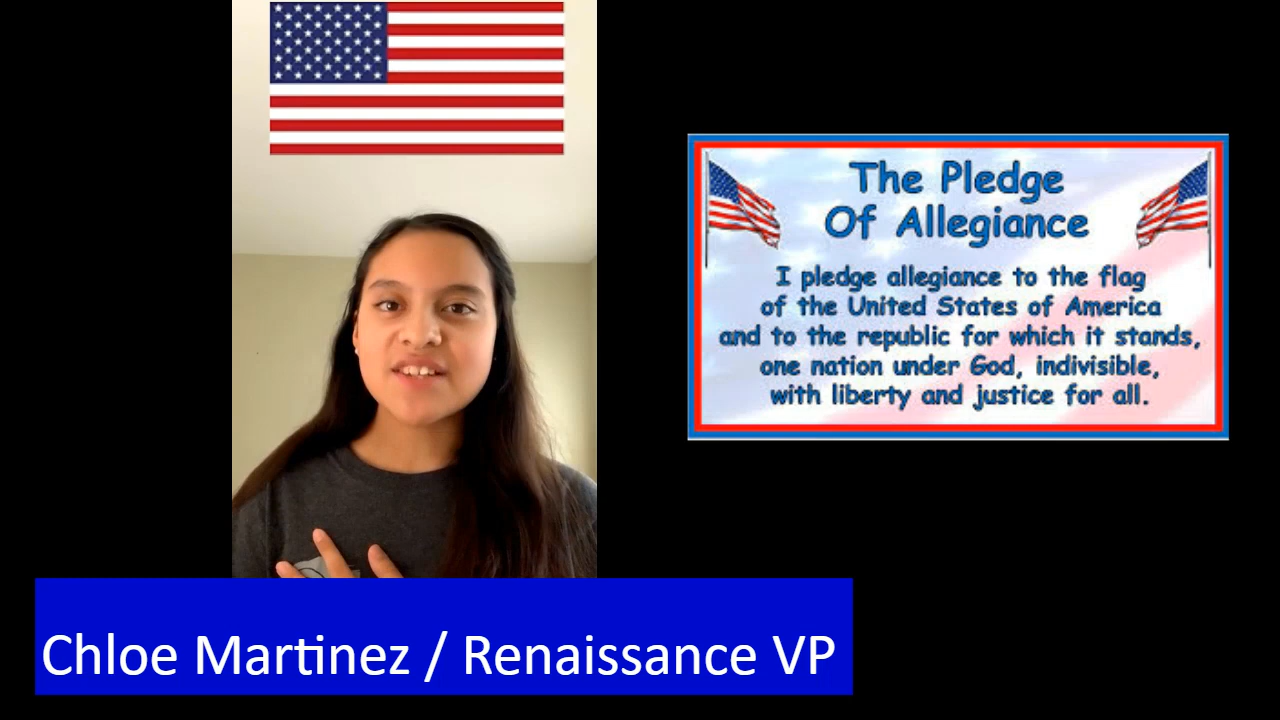 The Pledge
Of Allegiance
I pledge allegiance to the flag
of the United States of America
and to the republic for which it stands,
one nation under God, indivisible,
with liberty and justice for all.
Chloe Martinez / Renaissance VP